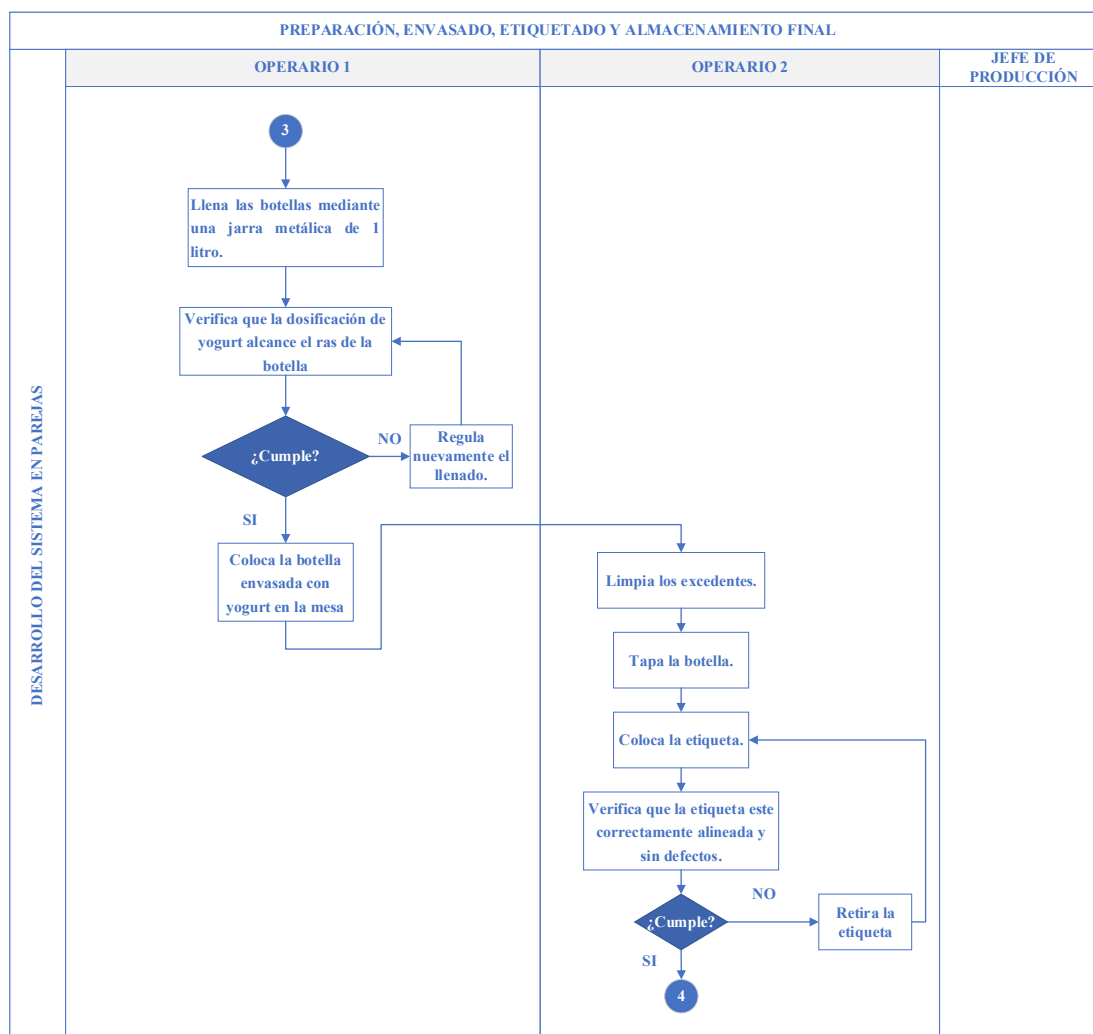 PREPARACIÓN, ENVASADO, ETIQUETADO Y ALMACENAMIENTO FINAL
DESARROLLO DEL SISTEMA EN PAREJAS
OPERARIO 1
OPERARIO 2
JEFE DE
PRODUCCIÓN
3
Llena las botellas mediante
una jarra metálica de 1
litro.
Verifica que la dosificación de
yogurt alcance el ras de la
botella
¿Cumple?
NO
Regula
nuevamente el
llenado.
SI
Coloca la botella
envasada con
yogurt en la mesa
Limpia los excedentes.
Tapa la botella.
Coloca la etiqueta.
Verifica que la etiqueta este
correctamente alineada y
sin defectos.
¿Cumple?
NO
Retira la
etiqueta
SI
4